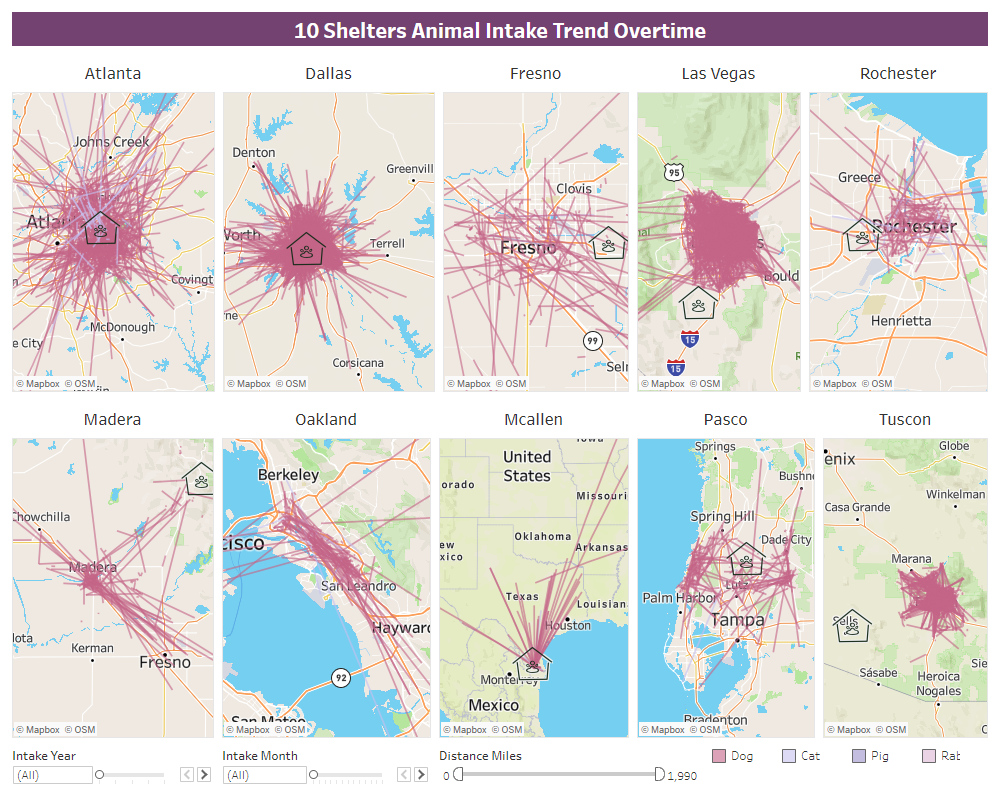 10 Shelters Animal Intake Trend Overtime
Atlanta
Dallas
Fresno
Las Vegas
Rochester
Johns Creek
Covingt
McDonough
e City
© Mapbox © OSM
Denton
Greenvill
Worth
Terrell
rne
Corsicana
© Mapbox © OSM
Clovis
Fresno
99
Seln
© Mapbox © OSM
95
Bould
15
15
© Mapbox © OSM
Greece
Rochester
Henrietta
© Mapbox © OSM
Madera
Oakland
Mcallen
Pasco
Tuscon
Chowchilla
Madera
lota
Kerman
Fresno
© Mapbox © OSM
Berkeley
cisco
San Leandro
Haywar
92
San Mateo
© Mapbox © OSM
Iowa
United
States
orado
Missouri
Oklahoma
Arkansas
ew
xico
Texas
Louisian
Houston
Monterrey
Mexico
© Mapbox © OSM
Springs
Bushn
Spring Hill
Dade City
Lutz
Palm Harbor
Tampa
Bradenton
© Mapbox © OSM
Globe
enix
Winkelman
Casa Grande
Marana
Sells
Sásabe
Heroica
Nogales
Sie
© Mapbox © OSM
Intake Year
(All)
Intake Month
(All)
Distance Miles
0
1,990
Dog
Cat
Pig
Rat